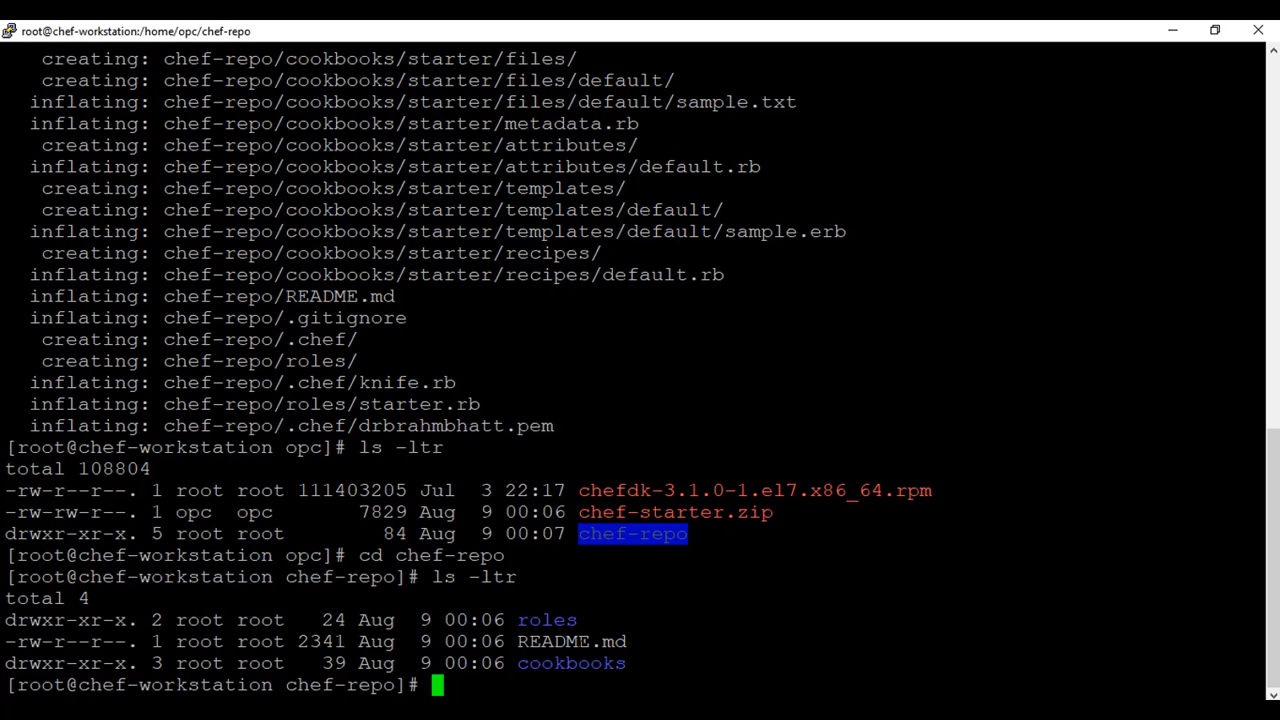 root@chef-workstation:/home/opc/chef-repo
creating: chef-repo/cookbooks/starter/files/
creating: chef-repo/cookbooks/starter/files/default/
inflating: chef-repo/cookbooks/starter/files/default/sample.txt
inflating: chef-repo/cookbooks/starter/metadata.rb
creating: chef-repo/cookbooks/starter/attributes/
inflating: chef-repo/cookbooks/starter/attributes/default.rb
creating: chef-repo/cookbooks/starter/templates/
creating: chef-repo/cookbooks/starter/templates/default/
inflating: chef-repo/cookbooks/starter/templates/default/sample.erb
creating: chef-repo/cookbooks/starter/recipes/
inflating: chef-repo/cookbooks/starter/recipes/default.rb
inflating: chef-repo/README.md
inflating: chef-repo/.gitignore
creating: chef-repo/.chef/
creating: chef-repo/roles/
inflating: chef-repo/.chef/knife.rb
inflating: chef-repo/roles/starter.rb
inflating: chef-repo/.chef/drbrahmbhatt.pem
[root@chef-workstation opc]# ls -ltr
total 108804
-rw-r--r--. 1 root root 111403205 Jul  3 22:17 chefdk-3.1.0-1.el7.x86_64.rpm
-rw-rw-r--. 1 opc  opc       7829 Aug  9 00:06 chef-starter.zip
drwxr-xr-x. 5 root root        84 Aug  9 00:07 chef-repo
[root@chef-workstation opc]# cd chef-repo
[root@chef-workstation chef-repo]# ls -ltr
total 4
drwxr-xr-x. 2 root root   24 Aug  9 00:06 roles
-rw-r--r--. 1 root root 2341 Aug  9 00:06 README.md
drwxr-xr-x. 3 root root   39 Aug  9 00:06 cookbooks
[root@chef-workstation chef-repo]#